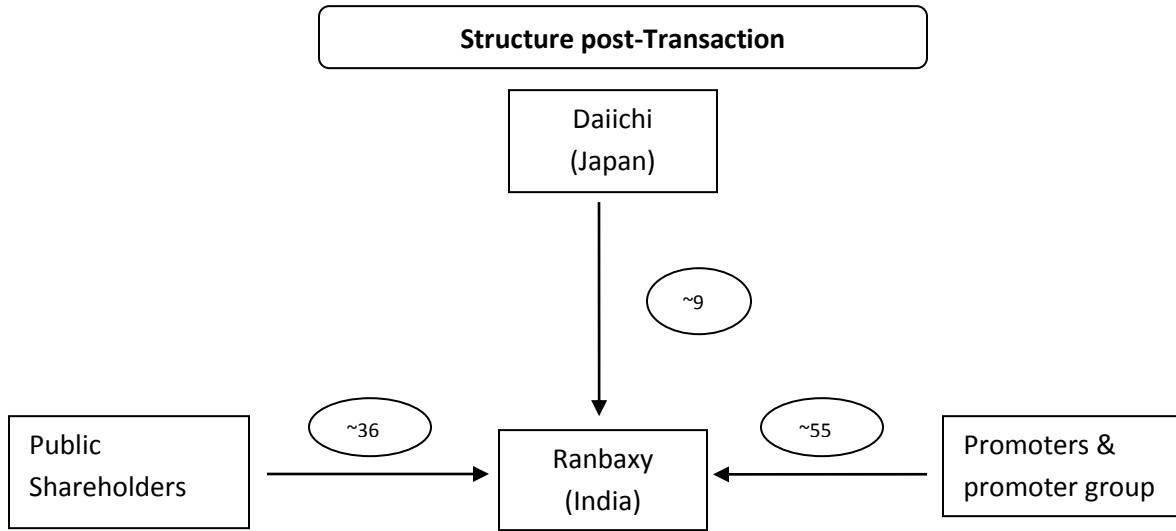 Structure post-Transaction
Daiichi
(Japan)
~9
~36
~55
Public
Shareholders
Ranbaxy
(India)
Promoters &
promoter group